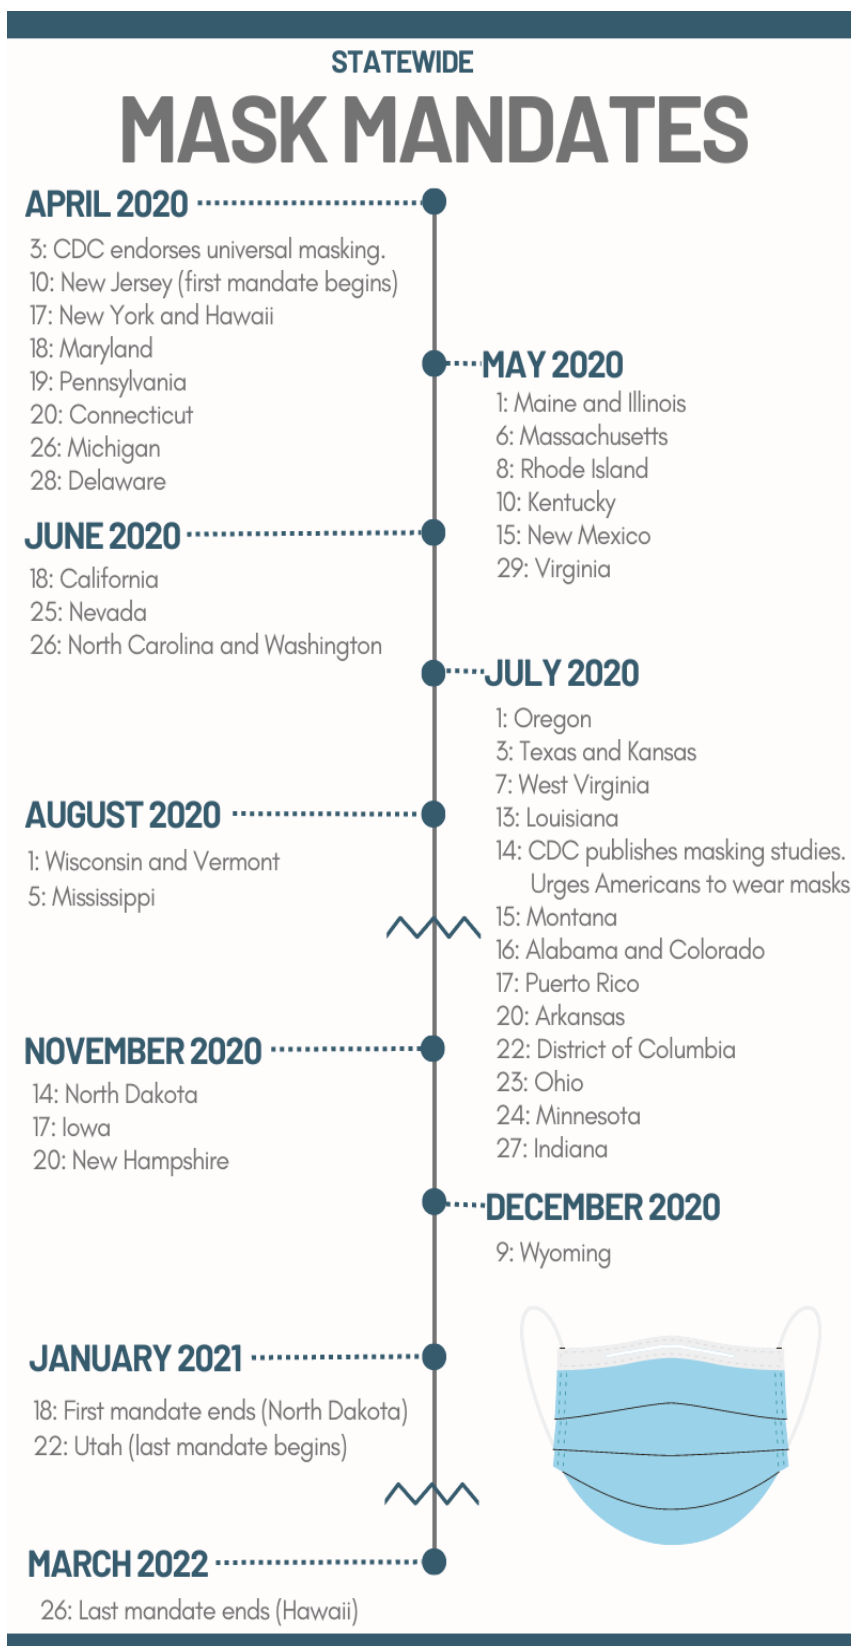 STATEWIDE
MASK MANDATES
APRIL 2020
3: CDC endorses universal masking.
10: New Jersey (first mandate begins)
17: New York and Hawaii
18: Maryland
19: Pennsylvania
20: Connecticut
26: Michigan
28: Delaware
MAY 2020
1: Maine and Illinois
6: Massachusetts
8: Rhode Island
10: Kentucky
15: New Mexico
29: Virginia
JUNE 2020
18: California
25: Nevada
26: North Carolina and Washington
JULY 2020
1: Oregon
3: Texas and Kansas
7: West Virginia
13: Louisiana
14: CDC publishes masking studies.
Urges Americans to wear masks
15: Montana
16: Alabama and Colorado
17: Puerto Rico
20: Arkansas
22: District of Columbia
23: Ohio
24: Minnesota
27: Indiana
AUGUST 2020
1: Wisconsin and Vermont
5: Mississippi
NOVEMBER 2020
14: North Dakota
17: Iowa
20: New Hampshire
DECEMBER 2020
9: Wyoming
JANUARY 2021
18: First mandate ends (North Dakota)
22: Utah (last mandate begins)
MARCH 2022
26: Last mandate ends (Hawaii)